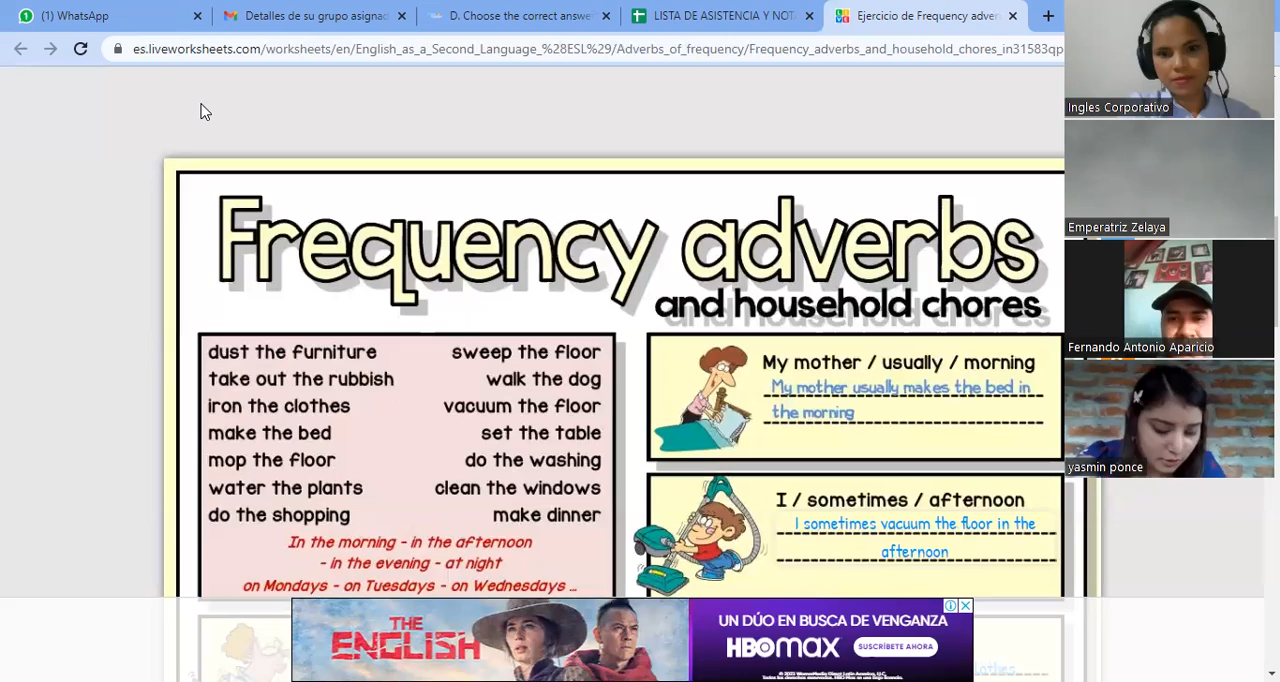 (1) WhatsApp
Detalles de su grupo asignad
D. Choose the correct answer
LISTA DE ASISTENCIA Y NOT
Ejercicio de Frequency adver
es.liveworksheets.com/worksheets/en/English_as_a_Second_Language_%28ESL%29/Adverbs_of_frequency/Frequency_adverbs_and_household_chores_in31583qp
Ingles Corporativo
Emperatriz Zelaya
Fernando Antonio Aparicio
yasmin ponce
Frequency adverbs
and household chores
dust the furniture sweep the floor
take out the rubbish walk the dog
iron the clothes vacuum the floor
make the bed set the table
mop the floor do the washing
water the plants clean the windows
do the shopping make dinner
In the morning - in the afternoon
- in the evening - at night
on Mondays - on Tuesdays - on Wednesdays ...
My mother / usually / morning
My mother usually makes the bed in
the morning
I / sometimes / afternoon
I sometimes vacuum the floor in the
afternoon
clothes
THE
ENGLISH
UN DÚO EN BUSCA DE VENGANZA
HBOmax
SUSCRÍBETE AHORA